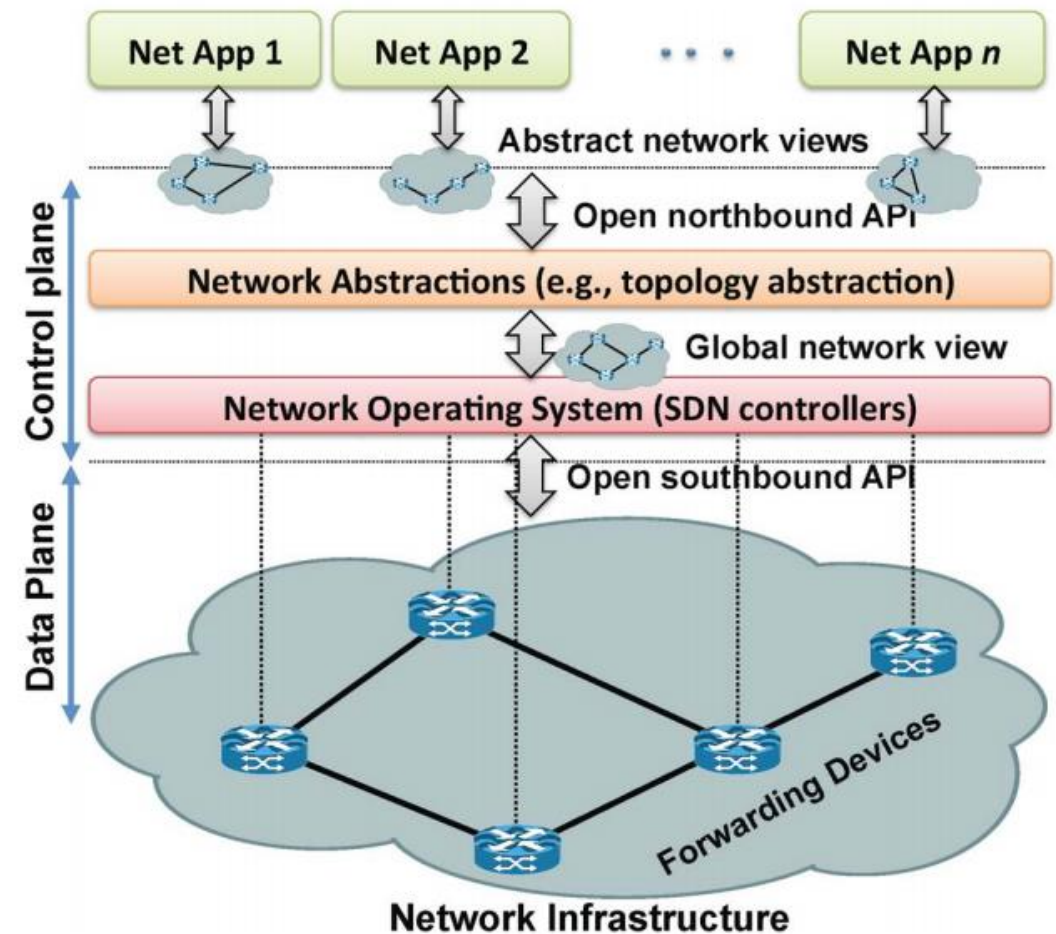 Net App 1
Net App 2
Net App n
Abstract network views
Open northbound API
Network Abstractions (e.g., topology abstraction)
Global network view
Network Operating System (SDN controllers)
Open southbound API
Control plane
Data Plane
Forwarding Devices
Network Infrastructure